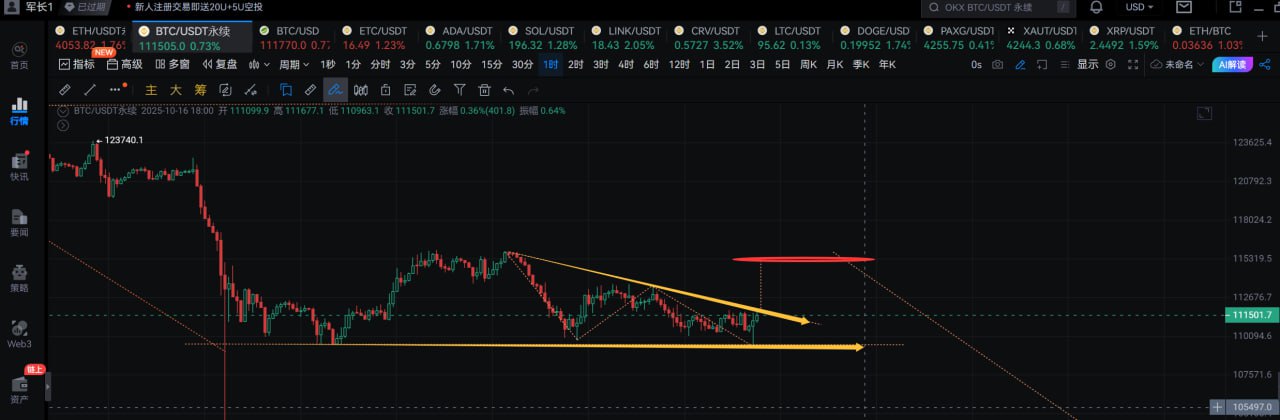 军长1 已过期 新人注册交易即送20U+5U空投 OKX BTC/USDT 永续 / USD
ETH/USDT永 BTC/USDT永续 BTC/USD ETC/USDT ADA/USDT SOL/USDT LINK/USDT CRV/USDT LTC/USDT DOGE/USD PAXG/USDT XAUT/USDT XRP/USDT ETH/BTC
4053.82 1.76% 111505.0 0.73% 111770.0 0.77 16.49 1.23% 0.6798 1.71% 196.32 1.28% 18.43 2.05% 0.5727 3.52% 95.62 0.13% 0.19952 1.74% 4255.75 0.41% 4244.3 0.68% 2.4492 1.59% 0.03636 1.03%
NEW
指标 高级 多窗 复盘 周期 1秒 1分 分时 3分 5分 10分 15分 30分 1时 2时 3时 4时 6时 12时 1日 2日 3日 5日 周K 月K 季K 年K 0s 显示 未命名 AI解读
主 大 筹
BTC/USDT永续 2025-10-16 18:00 开 111099.9 高 111677.1 低 110963.1 收 111501.7 涨幅 0.36%(401.8) 振幅 0.64%
首页
行情
快讯
要闻
策略
Web3
链上
资产
123740.1
123625.4
120792.3
118024.2
115319.5
112676.7
111501.7
110094.6
107571.6
105497.0